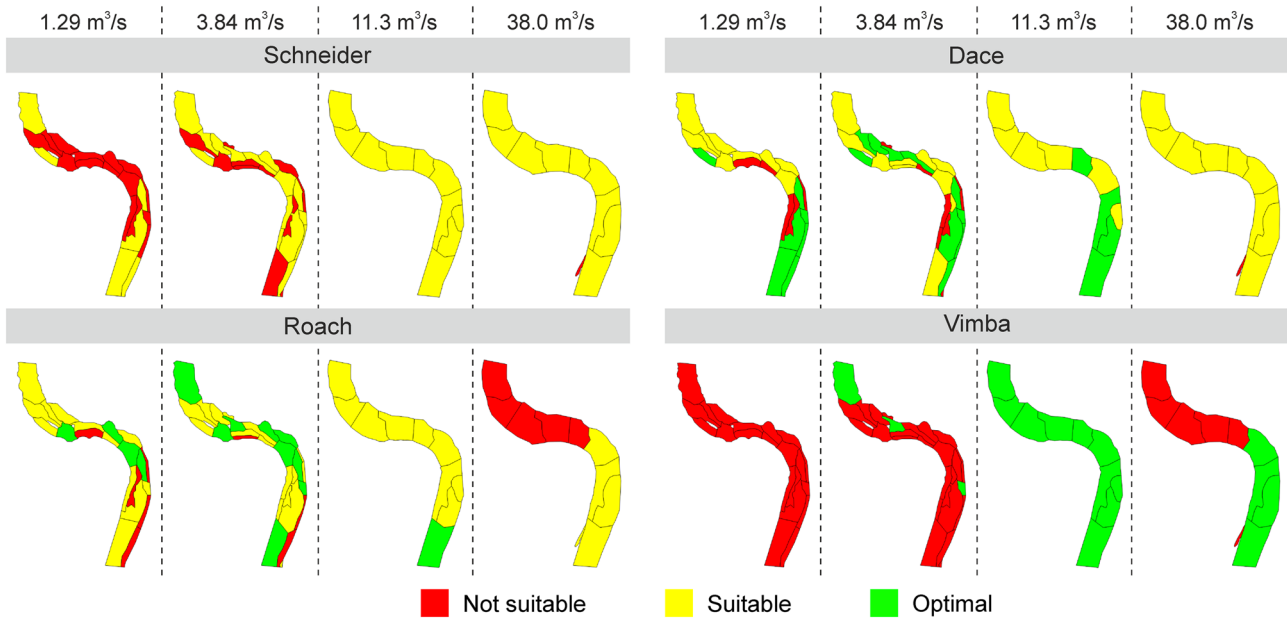 1.29 m³/s 3.84 m³/s 11.3 m³/s 38.0 m³/s 1.29 m³/s 3.84 m³/s 11.3 m³/s 38.0 m³/s
Schneider Dace
Roach Vimba
Not suitable Suitable Optimal